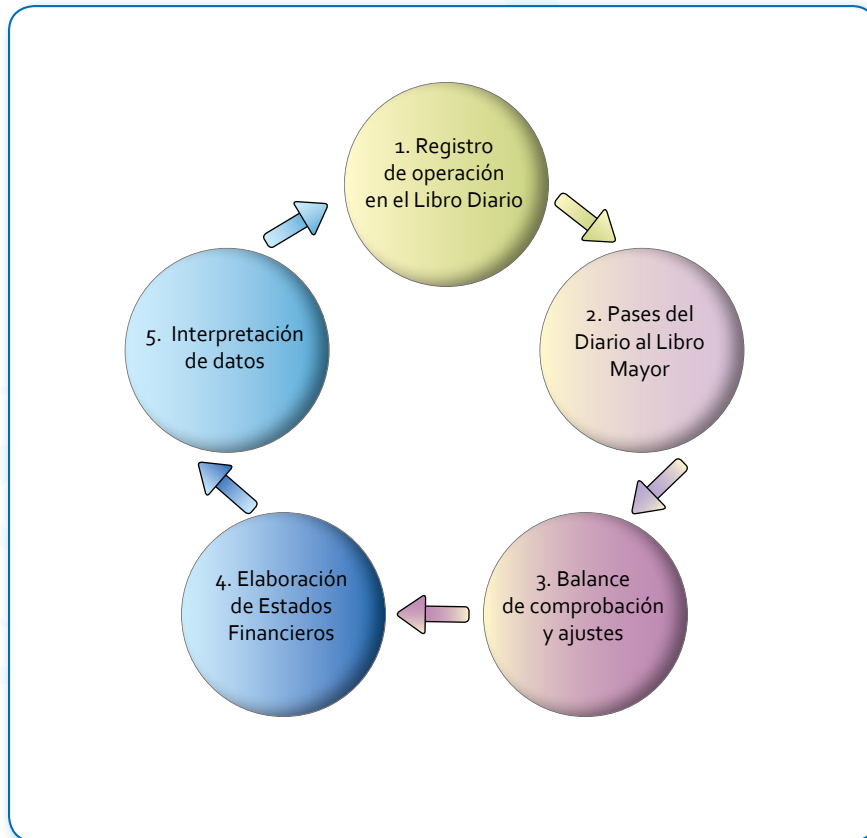 1. Registro
de operación
en el Libro Diario
2. Pases del
Diario al Libro
Mayor
3. Balance
de comprobación
y ajustes
4. Elaboración
de Estados
Financieros
5. Interpretación
de datos